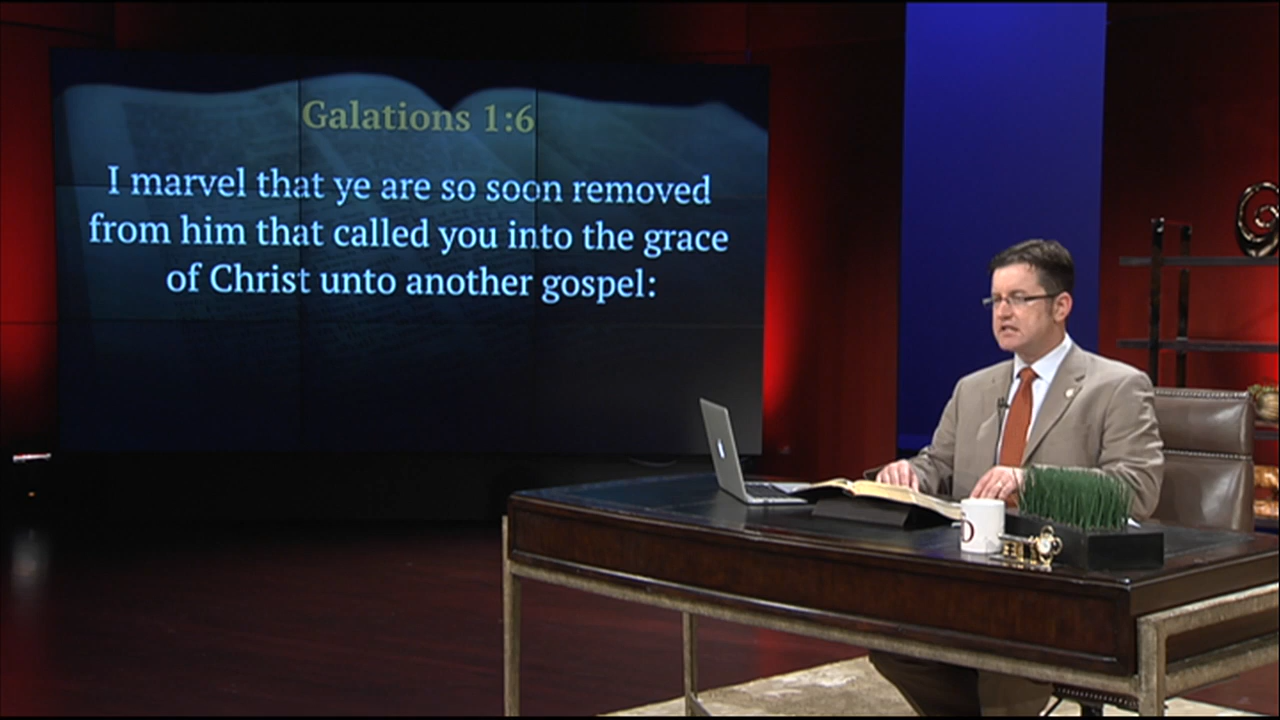 Galations 1:6
I marvel that ye are so soon removed
from him that called you into the grace
of Christ unto another gospel: